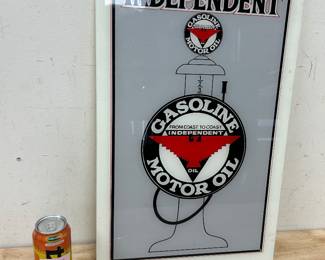 INDEPENDENT
GASOLINE
MOTOR OIL
GASOLINE
FROM COAST TO COAST
INDEPENDENT
OIL
MOTOR OIL